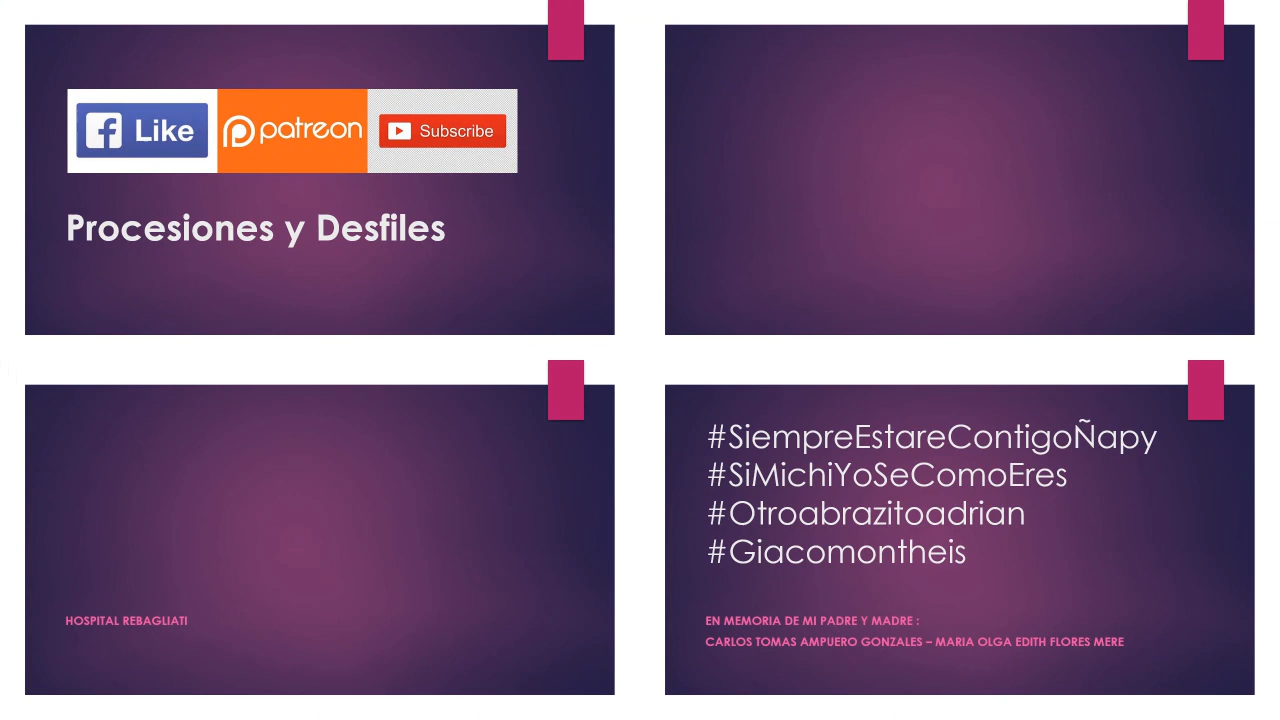 Like
patreon
Subscribe
Procesiones y Desfiles
HOSPITAL REBAGLIATI
#SiempreEstareContigoÑapy
#SiMichiYoSeComoEres
#Otroabrazitoadrian
#Giacomontheis
EN MEMORIA DE MI PADRE Y MADRE :
CARLOS TOMAS AMPUERO GONZALES – MARIA OLGA EDITH FLORES MERE